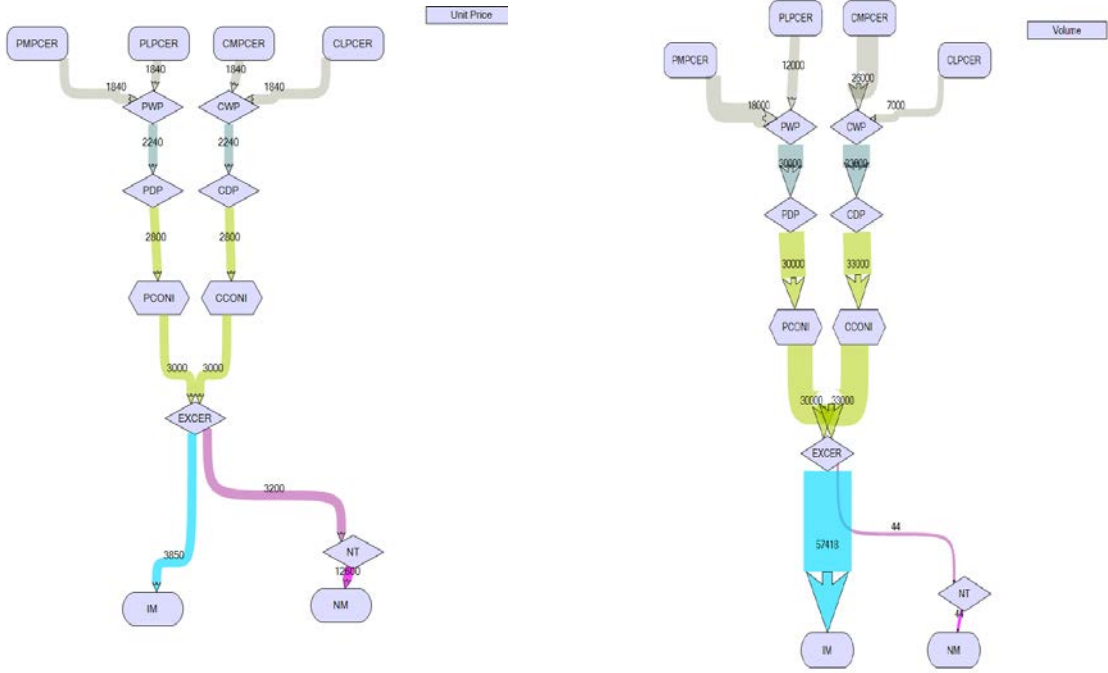 Unit Price
PMPCER
PLPCER
CMPCER
CLPCER
1840
1840
1840
1840
PWP
CWP
2240
2240
PDP
CDP
2800
2800
PCONI
CCONI
3000
3000
EXCER
3200
3850
NT
12600
IM
NM
PLPCER
CMPCER
Volume
PMPCER
CLPCER
12000
25000
18000
7000
PWP
CWP
30000
33000
PDP
CDP
30000
33000
PCONI
CCONI
30000
33000
EXCER
44
57418
NT
44
IM
NM